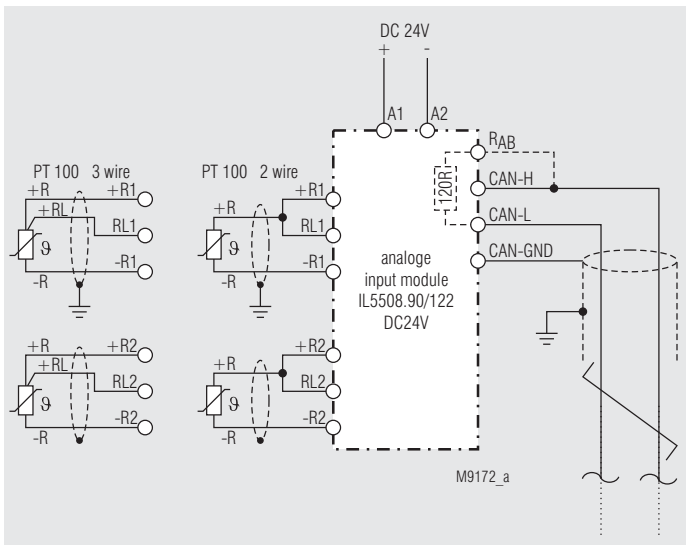 DC 24V
+ -
A1 A2
RAB
CAN-H
CAN-L
CAN-GND
120R
analoge
input module
IL5508.90/122
DC24V
PT 100 3 wire
+R +R1
+RL
RL1
ϑ
-R1
-R
PT 100 2 wire
+R1
+R
RL1
ϑ
-R1
-R
+R +R2
+RL
RL2
ϑ
-R2
-R
+R2
+R
RL2
ϑ
-R2
-R
M9172_a